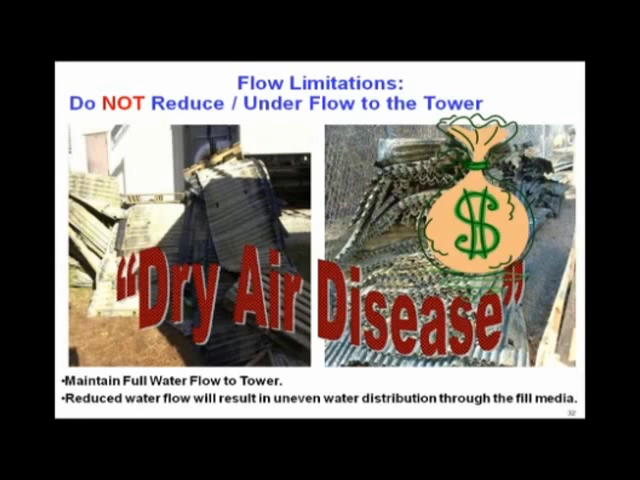 Flow Limitations:
Do NOT Reduce / Under Flow to the Tower
$
“Dry Air Disease”
•Maintain Full Water Flow to Tower.
•Reduced water flow will result in uneven water distribution through the fill media.
32